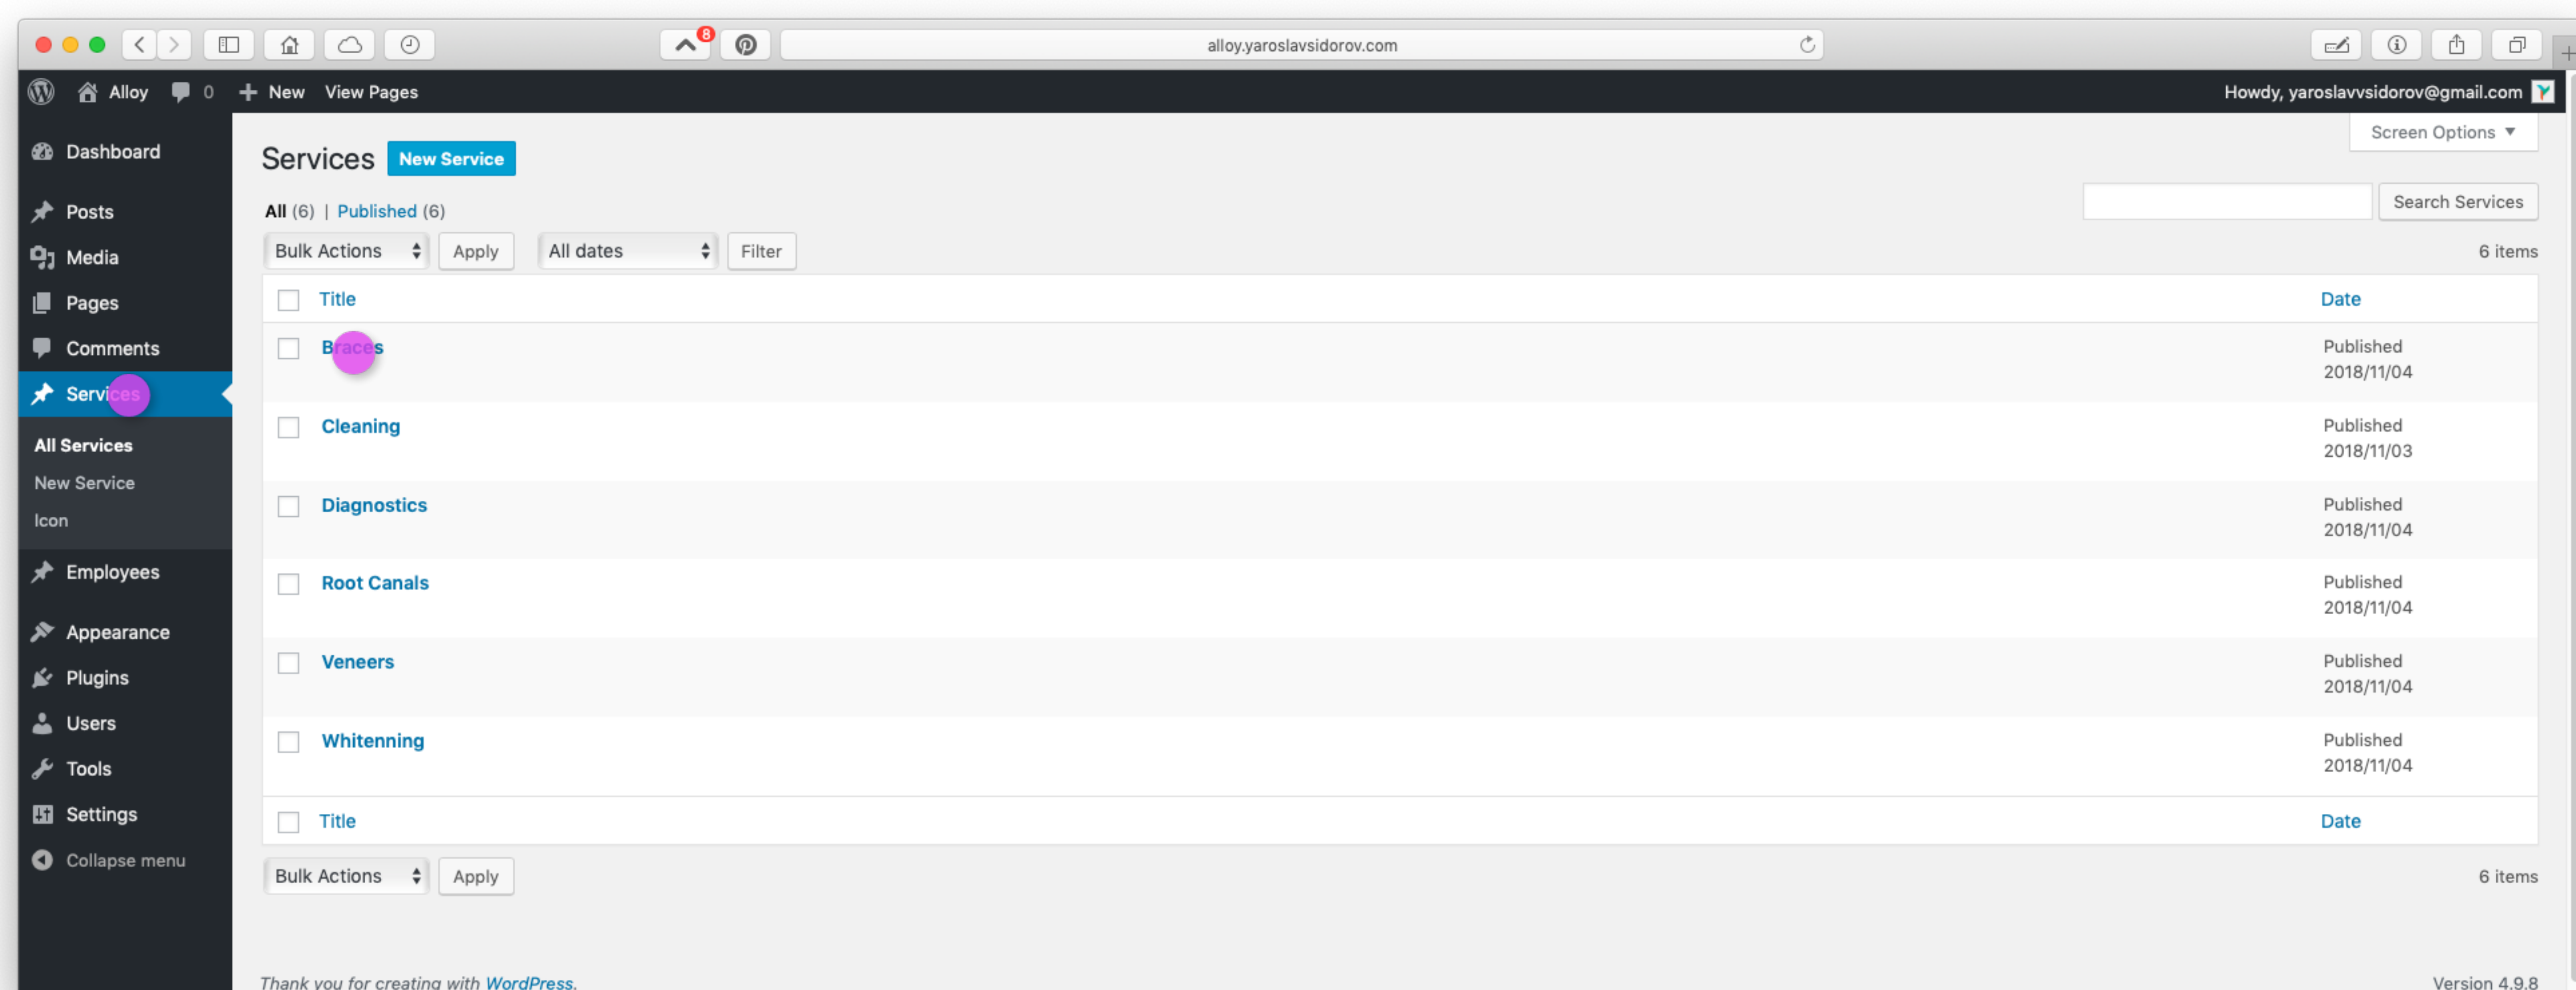 8
alloy.yaroslavsidorov.com
Alloy 0 New View Pages Howdy, yaroslavvsidorov@gmail.com
Screen Options
Dashboard
Posts
Media
Pages
Comments
Services
All Services
New Service
Icon
Employees
Appearance
Plugins
Users
Tools
Settings
Collapse menu
Services New Service
All (6) | Published (6)
Search Services
Bulk Actions Apply All dates Filter
6 items
Title Date
Braces Published
2018/11/04
Cleaning Published
2018/11/03
Diagnostics Published
2018/11/04
Root Canals Published
2018/11/04
Veneers Published
2018/11/04
Whitenning Published
2018/11/04
Title Date
Bulk Actions Apply
6 items
Thank you for creating with WordPress.
Version 4.9.8